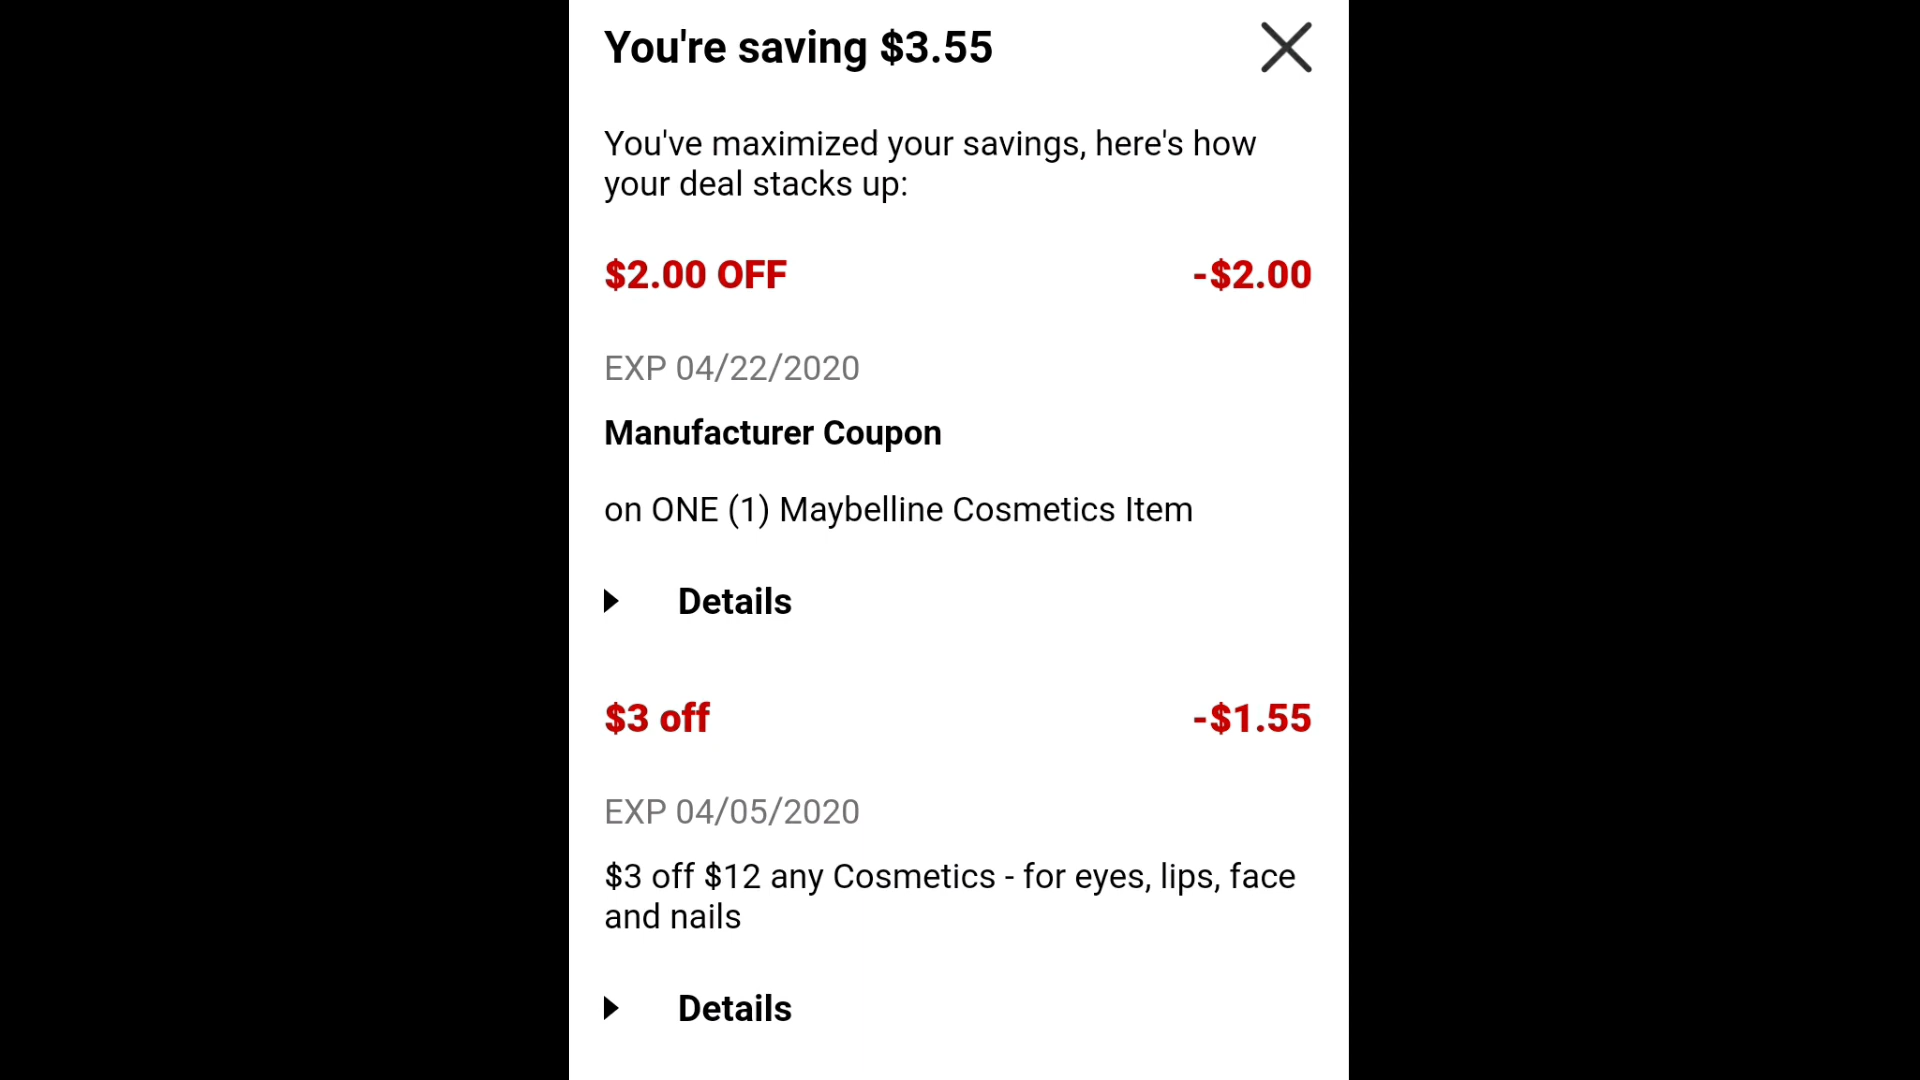 You're saving $3.55
You've maximized your savings, here's how
your deal stacks up:
$2.00 OFF -$2.00
EXP 04/22/2020
Manufacturer Coupon
on ONE (1) Maybelline Cosmetics Item
Details
$3 off -$1.55
EXP 04/05/2020
$3 off $12 any Cosmetics - for eyes, lips, face
and nails
Details